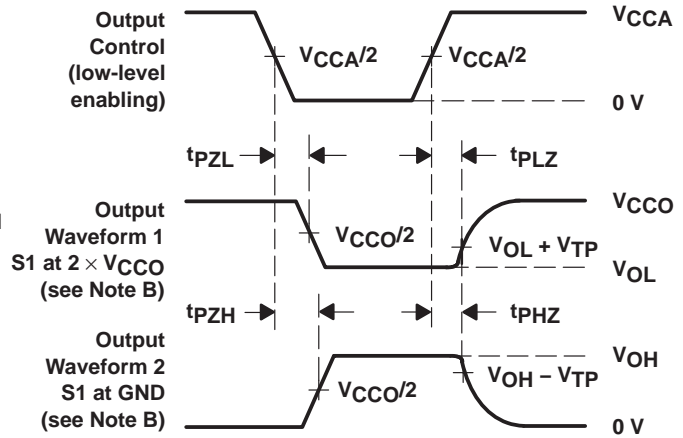 Output
Control
(low-level
enabling)
VCCA
VCCA/2
VCCA/2
0 V
tPZL
tPLZ
Output
Waveform 1
S1 at 2 × VCCO
(see Note B)
VCCO
VCCO/2
VOL + VTP
VOL
tPZH
tPHZ
Output
Waveform 2
S1 at GND
(see Note B)
VOH
VCCO/2
VOH − VTP
0 V